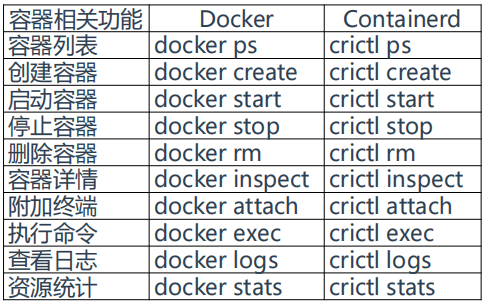 容器相关功能 Docker Containerd
容器列表 docker ps crictl ps
创建容器 docker create crictl create
启动容器 docker start crictl start
停止容器 docker stop crictl stop
删除容器 docker rm crictl rm
容器详情 docker inspect crictl inspect
附加终端 docker attach crictl attach
执行命令 docker exec crictl exec
查看日志 docker logs crictl logs
资源统计 docker stats crictl stats